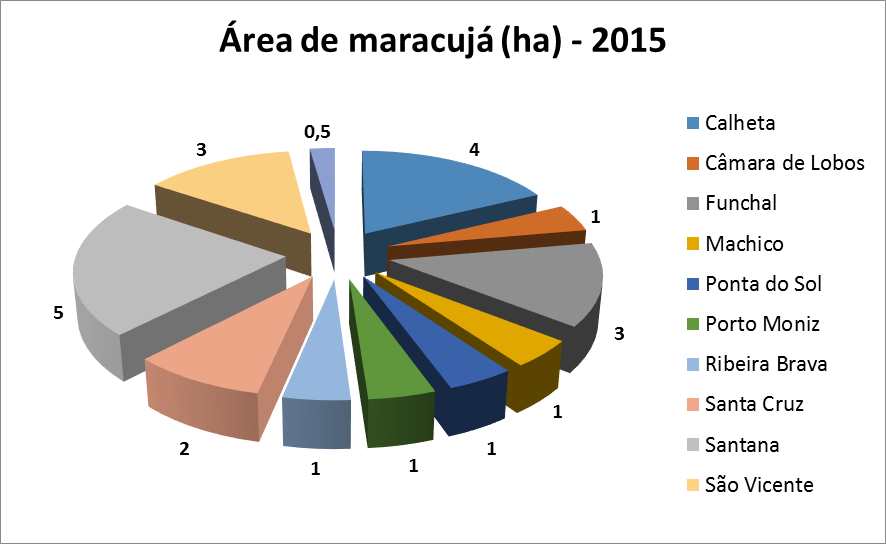 Área de maracujá (ha) - 2015
0,5
4
1
3
1
1
1
1
2
5
3
Calheta
Câmara de Lobos
Funchal
Machico
Ponta do Sol
Porto Moniz
Ribeira Brava
Santa Cruz
Santana
São Vicente